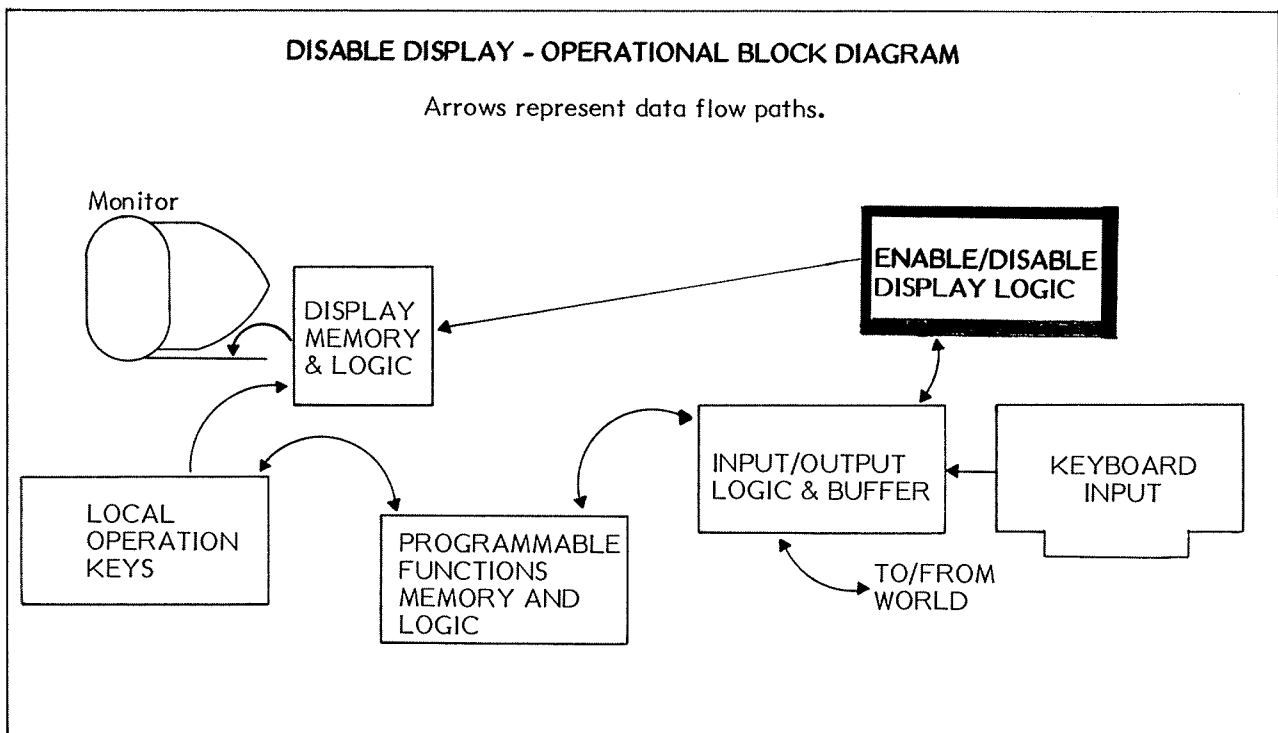 DISABLE DISPLAY - OPERATIONAL BLOCK DIAGRAM
Arrows represent data flow paths.
Monitor
ENABLE/DISABLE
DISPLAY LOGIC
DISPLAY
MEMORY
& LOGIC
INPUT/OUTPUT
LOGIC & BUFFER
KEYBOARD
INPUT
LOCAL
OPERATION
KEYS
PROGRAMMABLE
FUNCTIONS
MEMORY AND
LOGIC
TO/FROM
WORLD